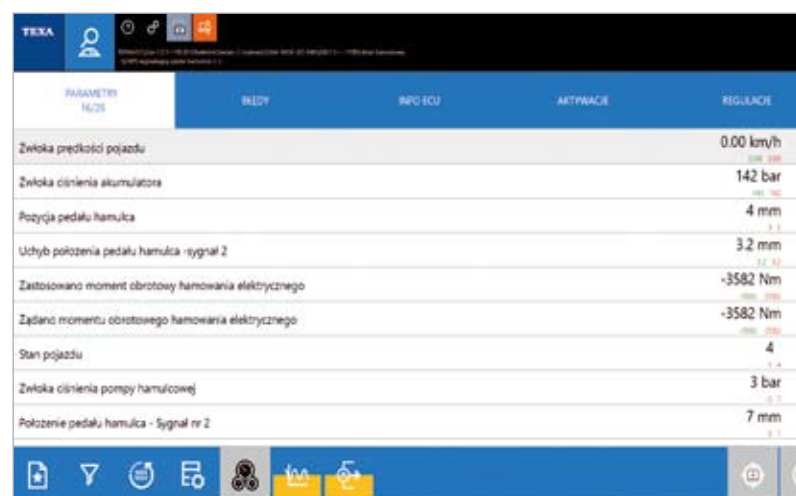 TEXA
PARAMETRY
16/25
BŁĘDY
INFO ECU
AKTYWACJE
REGULACJE
Zwłoka prędkości pojazdu
0.00 km/h
Zwłoka ciśnienia akumulatora
142 bar
Pozycja pedału hamulca
4 mm
Uchyb położenia pedału hamulca -sygnał 2
3.2 mm
Zastosowano moment obrotowy hamowania elektrycznego
-3582 Nm
Żądano momentu obrotowego hamowania elektrycznego
-3582 Nm
Stan pojazdu
4
Zwłoka ciśnienia pompy hamulcowej
3 bar
Położenie pedału hamulca - Sygnał nr 2
7 mm